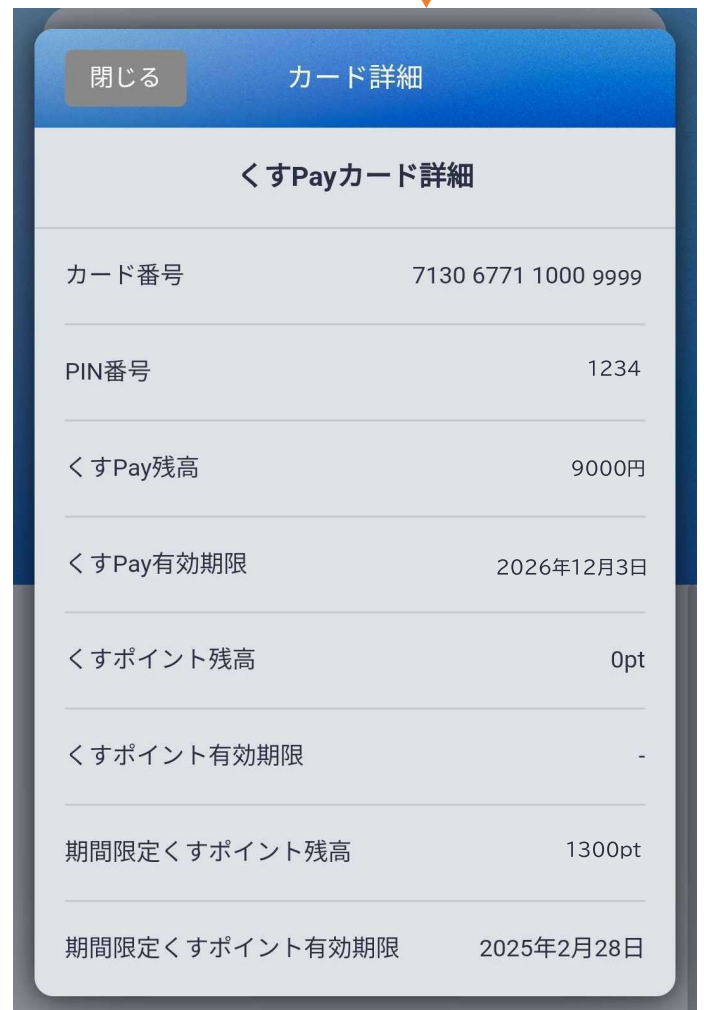 閉じる カード詳細
くすPayカード詳細
カード番号 7130 6771 1000 9999
PIN番号 1234
くすPay残高 9000円
くすPay有効期限 2026年12月3日
くすポイント残高 0pt
くすポイント有効期限 -
期間限定くすポイント残高 1300pt
期間限定くすポイント有効期限 2025年2月28日